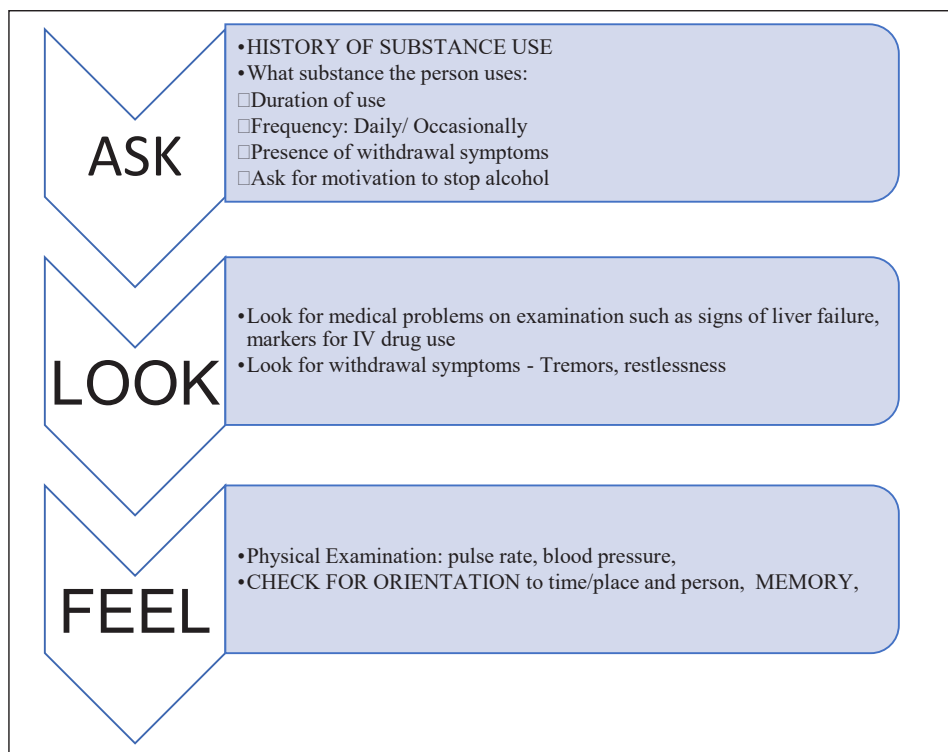 ASK
•HISTORY OF SUBSTANCE USE
•What substance the person uses:
□Duration of use
□Frequency: Daily/ Occasionally
□Presence of withdrawal symptoms
□Ask for motivation to stop alcohol
LOOK
•Look for medical problems on examination such as signs of liver failure,
markers for IV drug use
•Look for withdrawal symptoms - Tremors, restlessness
FEEL
•Physical Examination: pulse rate, blood pressure,
•CHECK FOR ORIENTATION to time/place and person, MEMORY,